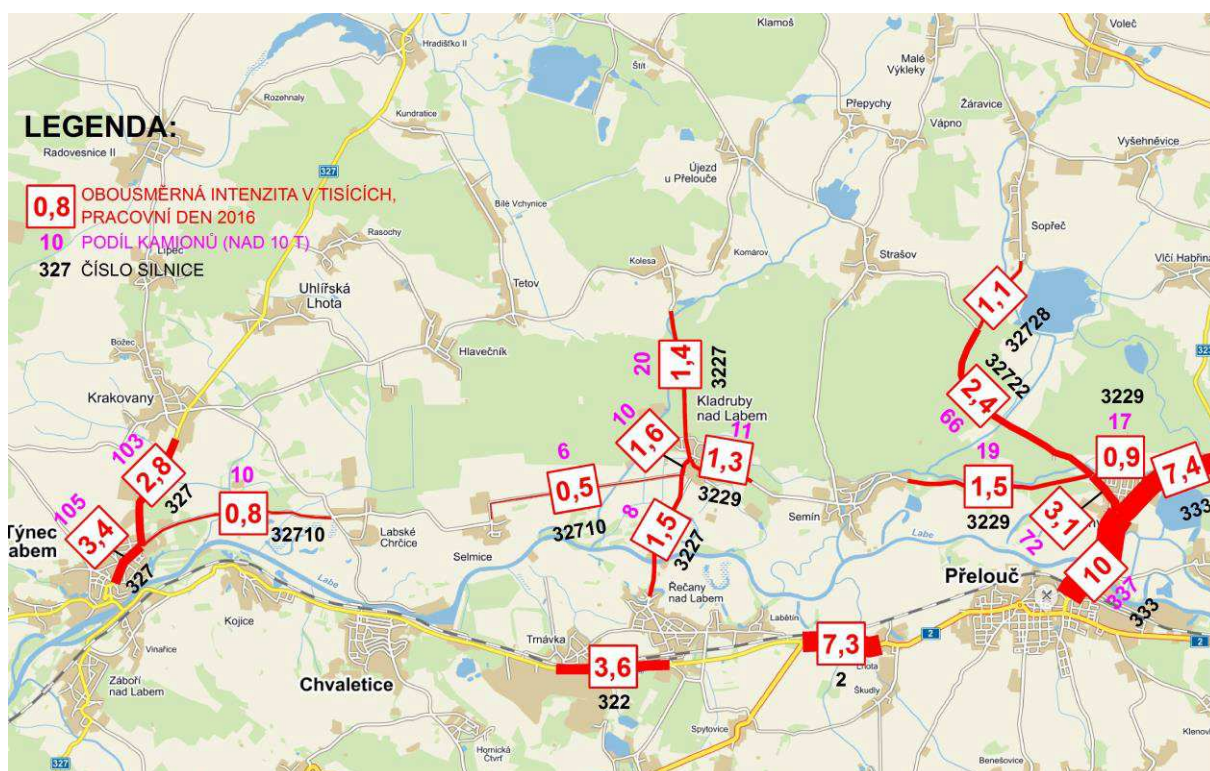 Klamoš
Voleč
Hradišťko II
Štít
Malé
Výkleky
Rozehnaly
Kundratice
Přepychy
Žáravice
Vápno
LEGENDA:
Radovesnice II
Vyšehněvice
327
Újezd
u Přelouče
0,8
OBOUSMĚRNÁ INTENZITA V TISÍCÍCH,
PRACOVNÍ DEN 2016
10 PODÍL KAMIONŮ (NAD 10 T)
327 ČÍSLO SILNICE
Lipec
Bílé Vchynice
Rasochy
Sopřeč
Komárov
Kolesa
Strašov
Vlčí Habřina
Tetov
Uhlířská
Lhota
1,1
32728
Božec
Hlavečník
20
1,4
3227
32722
323
Krakovany
Kladruby
nad Labem
2,4
66
3229
17
10
1,6
11
1,3
0,9
7,4
103
2,8
327
10
0,8
32710
6
0,5
32710
3229
19
1,5
3229
333
105
3,4
327
Týnec
Labské
Chrčice
8
1,5
3227
Semín
3,1
72
Selmice
Labe
Labe
10
337
333
Přelouč
Řečany
nad Labem
Labětín
Kojice
Trnávka
7,3
2
2
2
Lhota
Vinařice
Záboří
nad Labem
Chvaletice
3,6
322
Škudly
Spytovice
Hornická
Čtvrť
Benešovice
Klenov
327